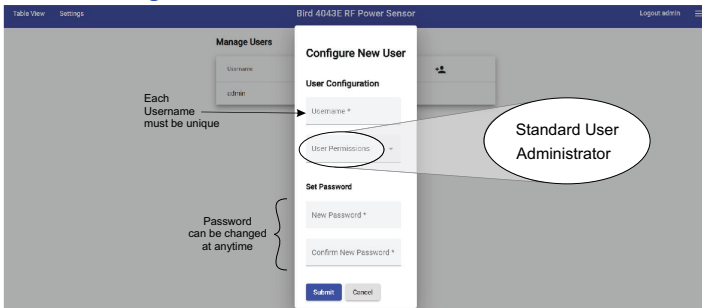 Table View Settings Bird 4043E RF Power Sensor Logout admin
Manage Users
Username
admin
Configure New User
User Configuration
Each
Username
must be unique
Username *
User Permissions
Standard User
Administrator
Set Password
Password
can be changed
at anytime
New Password *
Confirm New Password *
Submit Cancel